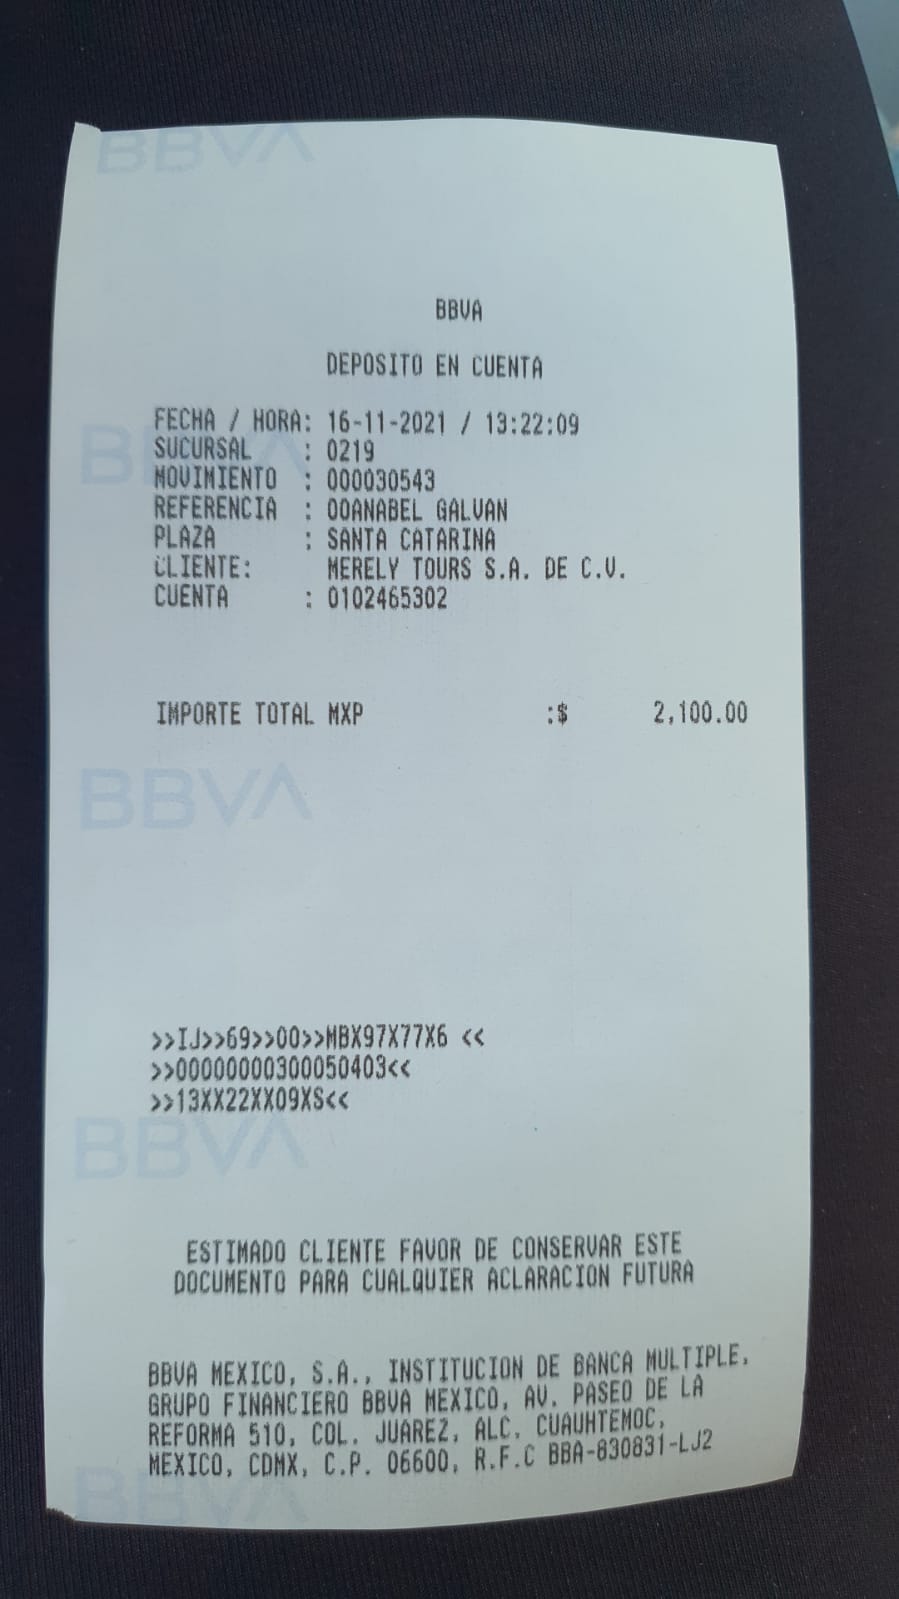 BBVA
BBVA
DEPOSITO EN CUENTA
FECHA / HORA: 16-11-2021 / 13:22:09
SUCURSAL : 0219
MOVIMIENTO : 000030543
REFERENCIA : 00ANABEL GALVAN
PLAZA : SANTA CATARINA
CLIENTE: MERELY TOURS S.A. DE C.V.
CUENTA : 0102465302
IMPORTE TOTAL MXP :$ 2,100.00
BBVA
>>IJ>>69>>00>>MBX97X77X6 <<
>>00000000300050403<<
>>13XX22XX09XS<<
BBVA
ESTIMADO CLIENTE FAVOR DE CONSERVAR ESTE
DOCUMENTO PARA CUALQUIER ACLARACION FUTURA
BBVA MEXICO, S.A., INSTITUCION DE BANCA MULTIPLE,
GRUPO FINANCIERO BBVA MEXICO, AV. PASEO DE LA
REFORMA 510, COL. JUAREZ, ALC. CUAUHTEMOC,
MEXICO, CDMX, C.P. 06600, R.F.C BBA-830831-LJ2
BBVA